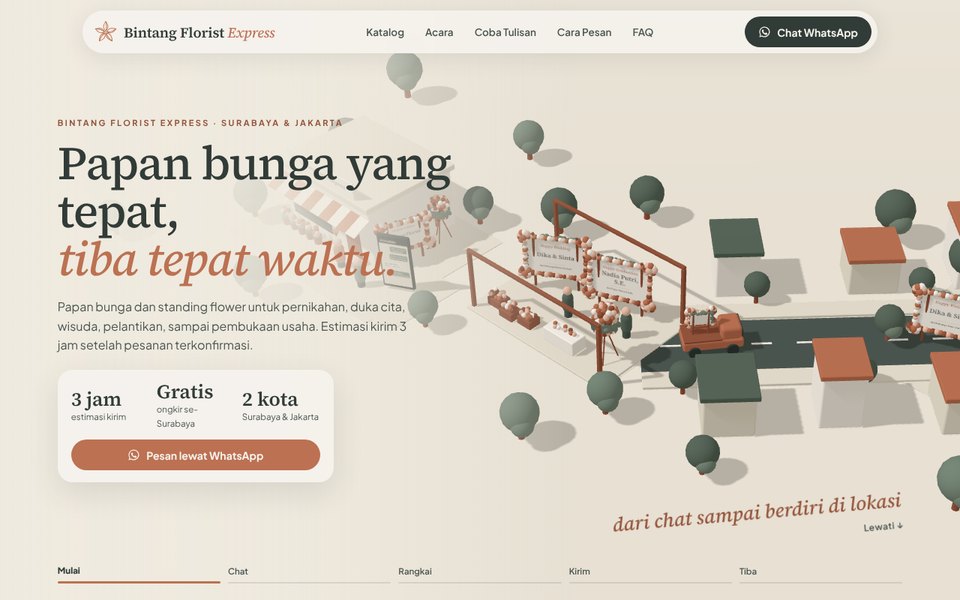 Bintang Florist Express
Katalog
Acara
Coba Tulisan
Cara Pesan
FAQ
Chat WhatsApp
BINTANG FLORIST EXPRESS · SURABAYA & JAKARTA
Papan bunga yang
tepat,
tiba tepat waktu.
Papan bunga dan standing flower untuk pernikahan, duka cita,
wisuda, pelantikan, sampai pembukaan usaha. Estimasi kirim 3
jam setelah pesanan terkonfirmasi.
3 jam
estimasi kirim
Gratis
ongkir se-
Surabaya
2 kota
Surabaya & Jakarta
Pesan lewat WhatsApp
Dika & Sinta
Nadia Putri,
S.E.
Dika & Si
dari chat sampai berdiri di lokasi
Lewati ↓
Mulai
Chat
Rangkai
Kirim
Tiba